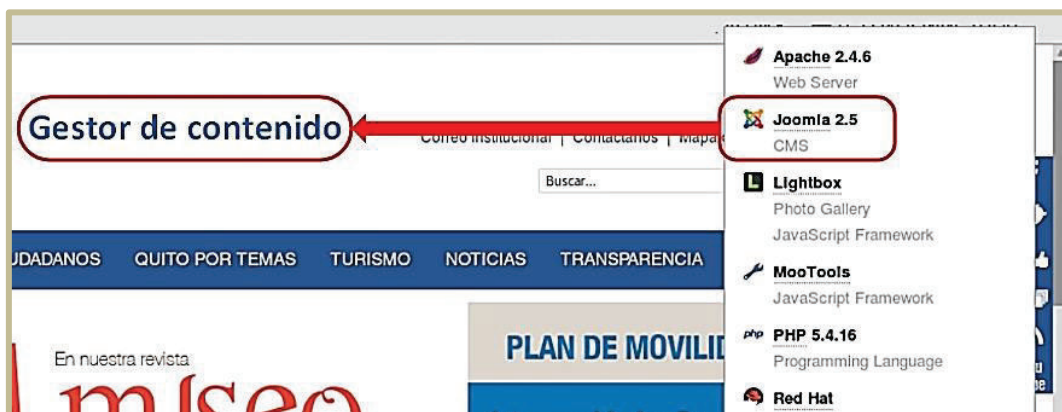 Apache 2.4.6
Web Server
Gestor de contenido
Joomla 2.5
CMS
Correo Institucional | Contáctanos |
Buscar...
Lightbox
Photo Gallery
JavaScript Framework
QUITO POR TEMAS TURISMO NOTICIAS TRANSPARENCIA
MooTools
JavaScript Framework
php PHP 5.4.16
Programming Language
En nuestra revista
PLAN DE
Red Hat